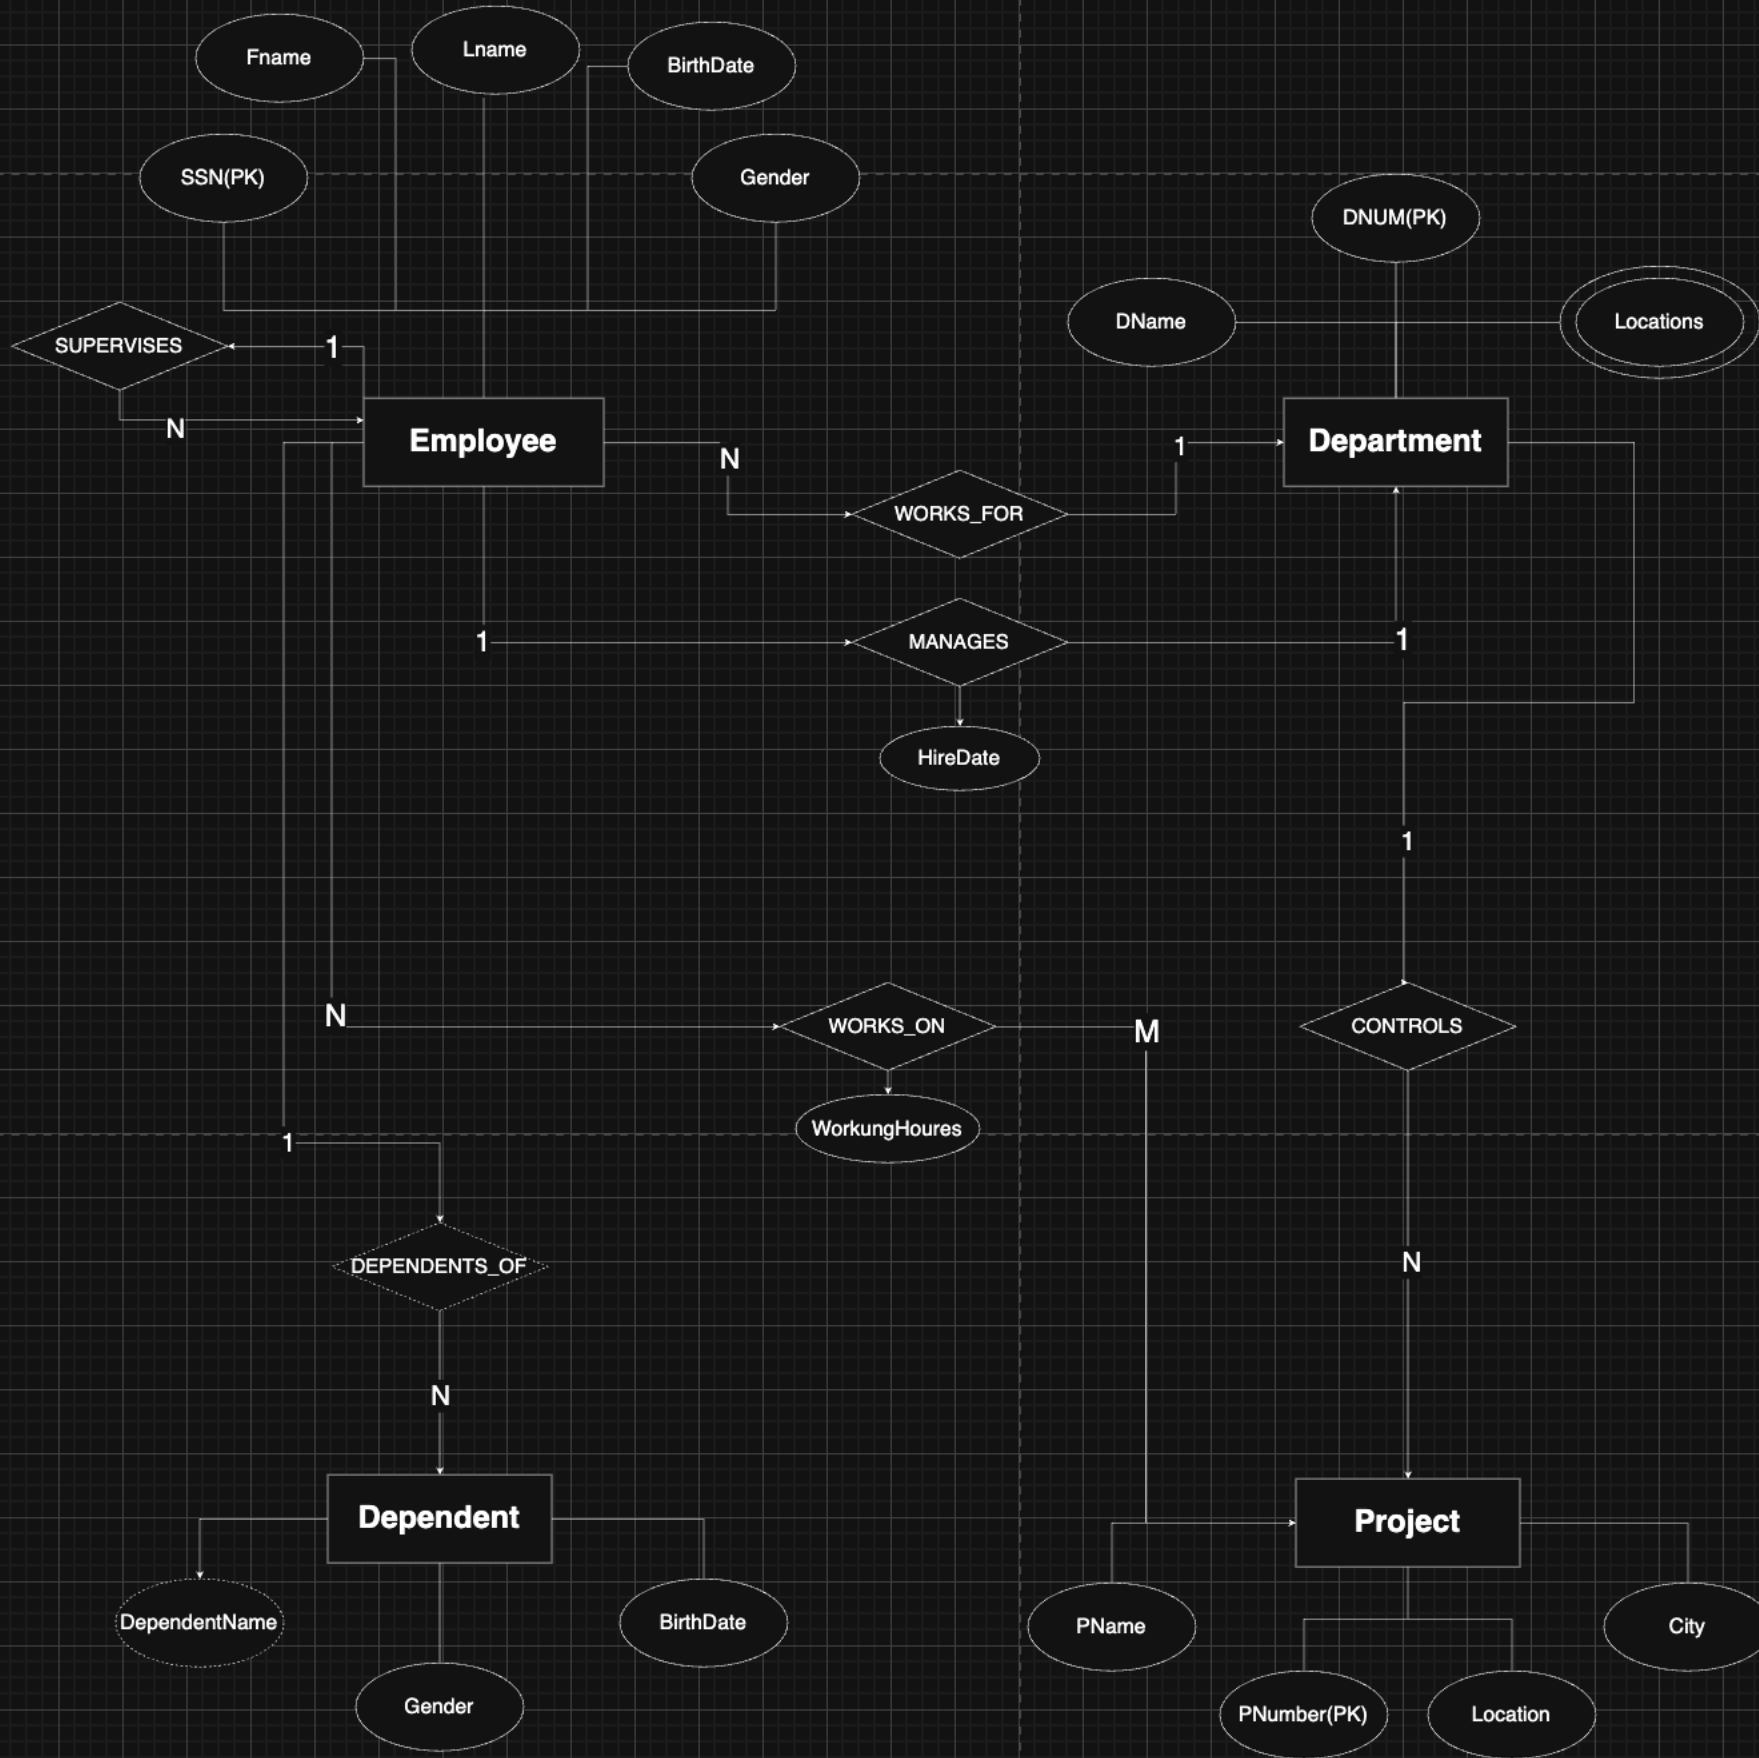 Fname
Lname
BirthDate
SSN(PK)
Gender
DNUM(PK)
DName
Locations
SUPERVISES
1
N
Employee
N
1
Department
WORKS_FOR
1
MANAGES
1
HireDate
1
N
WORKS_ON
M
CONTROLS
WorkungHoures
1
DEPENDENTS_OF
N
N
Dependent
Project
DependentName
BirthDate
PName
City
Gender
PNumber(PK)
Location